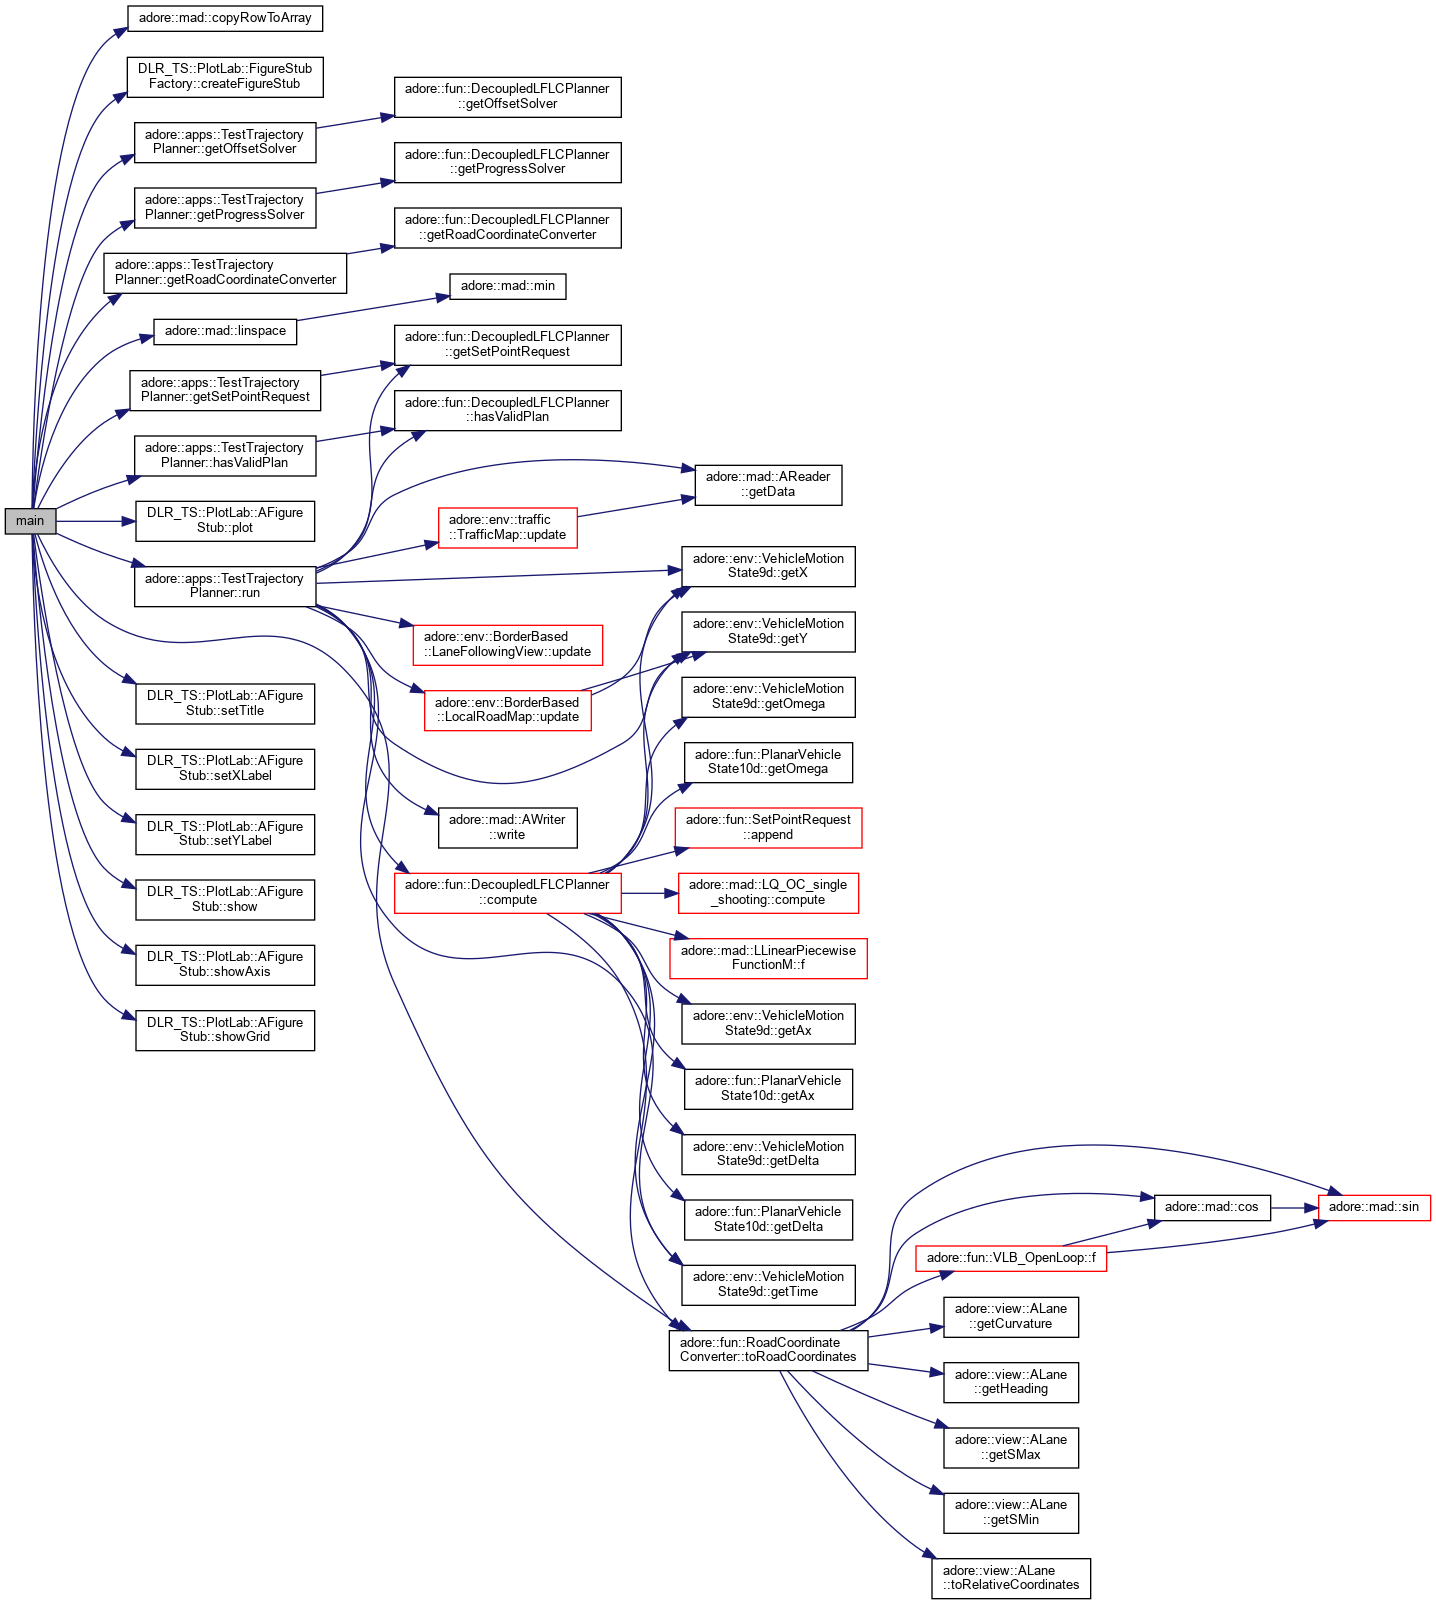 main
adore::mad::copyRowToArray
DLR_TS::PlotLab::FigureStub
Factory::createFigureStub
adore::apps::TestTrajectory
Planner::getOffsetSolver
adore::apps::TestTrajectory
Planner::getProgressSolver
adore::apps::TestTrajectory
Planner::getRoadCoordinateConverter
adore::mad::linspace
adore::apps::TestTrajectory
Planner::getSetPointRequest
adore::apps::TestTrajectory
Planner::hasValidPlan
DLR_TS::PlotLab::AFigure
Stub::plot
adore::apps::TestTrajectory
Planner::run
DLR_TS::PlotLab::AFigure
Stub::setTitle
DLR_TS::PlotLab::AFigure
Stub::setXLabel
DLR_TS::PlotLab::AFigure
Stub::setYLabel
DLR_TS::PlotLab::AFigure
Stub::show
DLR_TS::PlotLab::AFigure
Stub::showAxis
DLR_TS::PlotLab::AFigure
Stub::showGrid
adore::fun::DecoupledLFLCPlanner
::getOffsetSolver
adore::fun::DecoupledLFLCPlanner
::getProgressSolver
adore::fun::DecoupledLFLCPlanner
::getRoadCoordinateConverter
adore::mad::min
adore::fun::DecoupledLFLCPlanner
::getSetPointRequest
adore::fun::DecoupledLFLCPlanner
::hasValidPlan
adore::env::traffic
::TrafficMap::update
adore::env::BorderBased
::LaneFollowingView::update
adore::env::BorderBased
::LocalRoadMap::update
adore::mad::AWriter
::write
adore::fun::DecoupledLFLCPlanner
::compute
adore::mad::AReader
::getData
adore::env::VehicleMotion
State9d::getX
adore::env::VehicleMotion
State9d::getY
adore::env::VehicleMotion
State9d::getOmega
adore::fun::PlanarVehicle
State10d::getOmega
adore::fun::SetPointRequest
::append
adore::mad::LQ_OC_single
_shooting::compute
adore::mad::LLinearPiecewise
FunctionM::f
adore::env::VehicleMotion
State9d::getAx
adore::fun::PlanarVehicle
State10d::getAx
adore::env::VehicleMotion
State9d::getDelta
adore::fun::PlanarVehicle
State10d::getDelta
adore::env::VehicleMotion
State9d::getTime
adore::fun::RoadCoordinate
Converter::toRoadCoordinates
adore::mad::cos
adore::mad::sin
adore::fun::VLB_OpenLoop::f
adore::view::ALane
::getCurvature
adore::view::ALane
::getHeading
adore::view::ALane
::getSMax
adore::view::ALane
::getSMin
adore::view::ALane
::toRelativeCoordinates